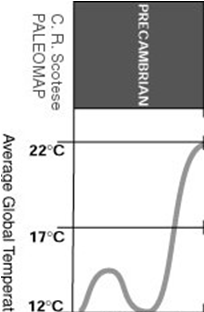 PRECAMBRIAN
C. R. Scotese
PALEOMAP
22°C
17°C
12°C
Average Global Temperat